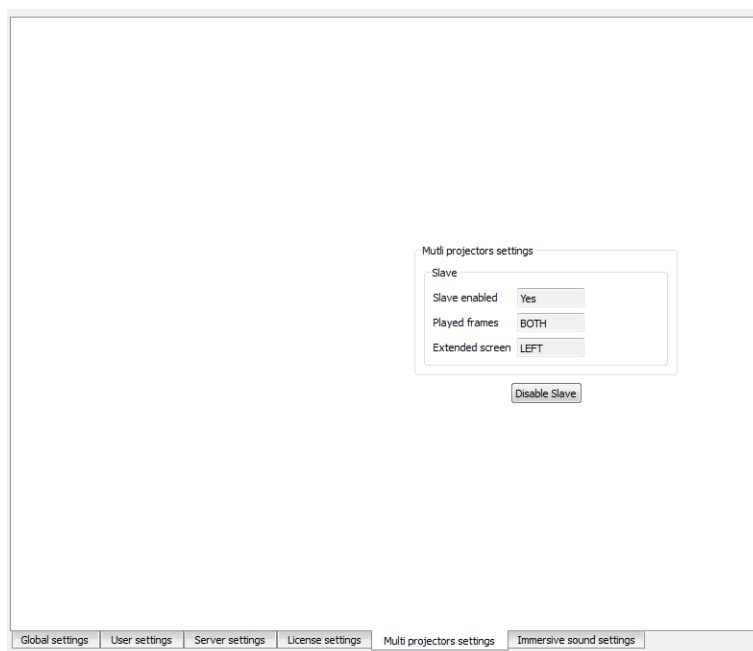 Mutli projectors settings
Slave
Slave enabled Yes
Played frames BOTH
Extended screen LEFT
Disable Slave
Global settings User settings Server settings License settings Multi projectors settings Immersive sound settings